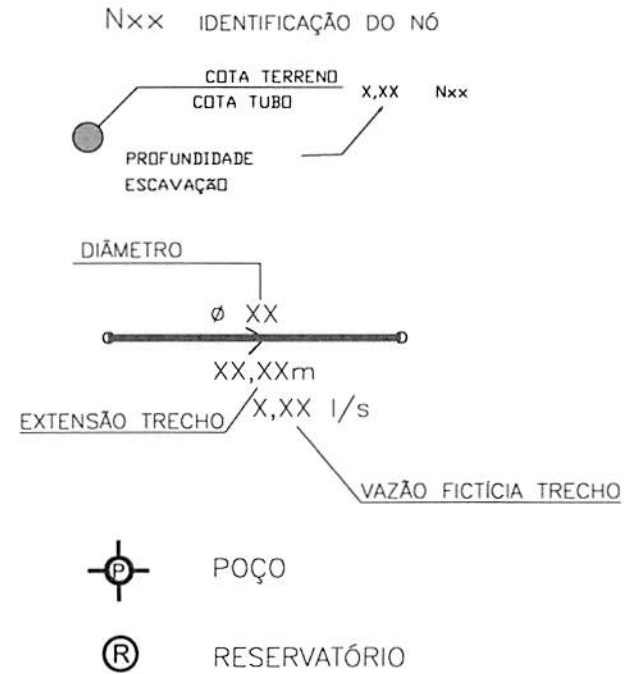 Nxx IDENTIFICAÇÃO DO NÓ
COTA TERRENO
COTA TUBO
X,XX Nxx
PROFUNDIDADE
ESCAVAÇÃO
DIÂMETRO
Ø XX
XX,XXm
EXTENSÃO TRECHO
X,XX l/s
VAZÃO FICTÍCIA TRECHO
P POÇO
R RESERVATÓRIO